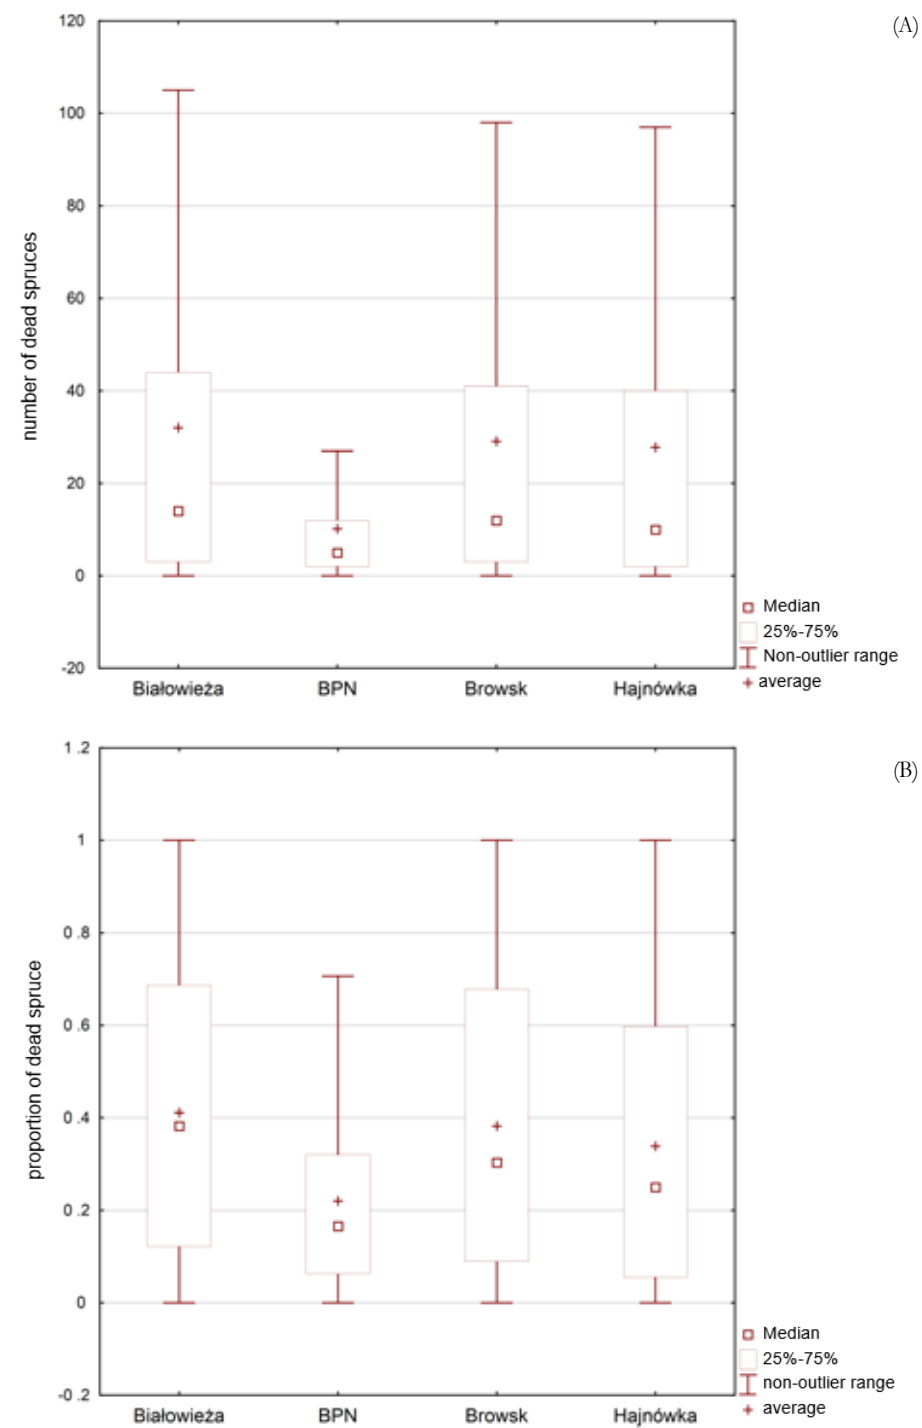 (A)
120
100
80
60
40
20
0
-20
number of dead spruces
Białowieża BPN Browsk Hajnówka
Median
25%-75%
Non-outlier range
average
(B)
1.2
1
0.8
0.6
0.4
0.2
0
-0.2
proportion of dead spruce
Białowieża BPN Browsk Hajnówka
Median
25%-75%
non-outlier range
average